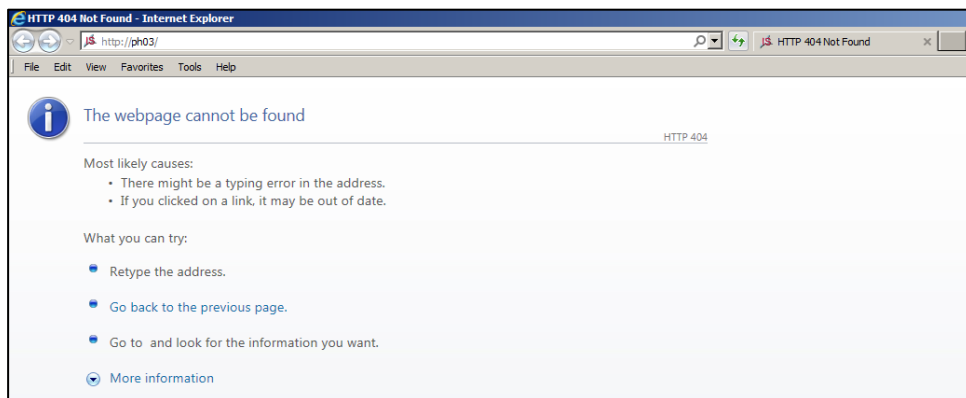 HTTP 404 Not Found - Internet Explorer
http://ph03/
HTTP 404 Not Found
File Edit View Favorites Tools Help
The webpage cannot be found
HTTP 404
Most likely causes:
• There might be a typing error in the address.
• If you clicked on a link, it may be out of date.
What you can try:
Retype the address.
Go back to the previous page.
Go to and look for the information you want.
More information